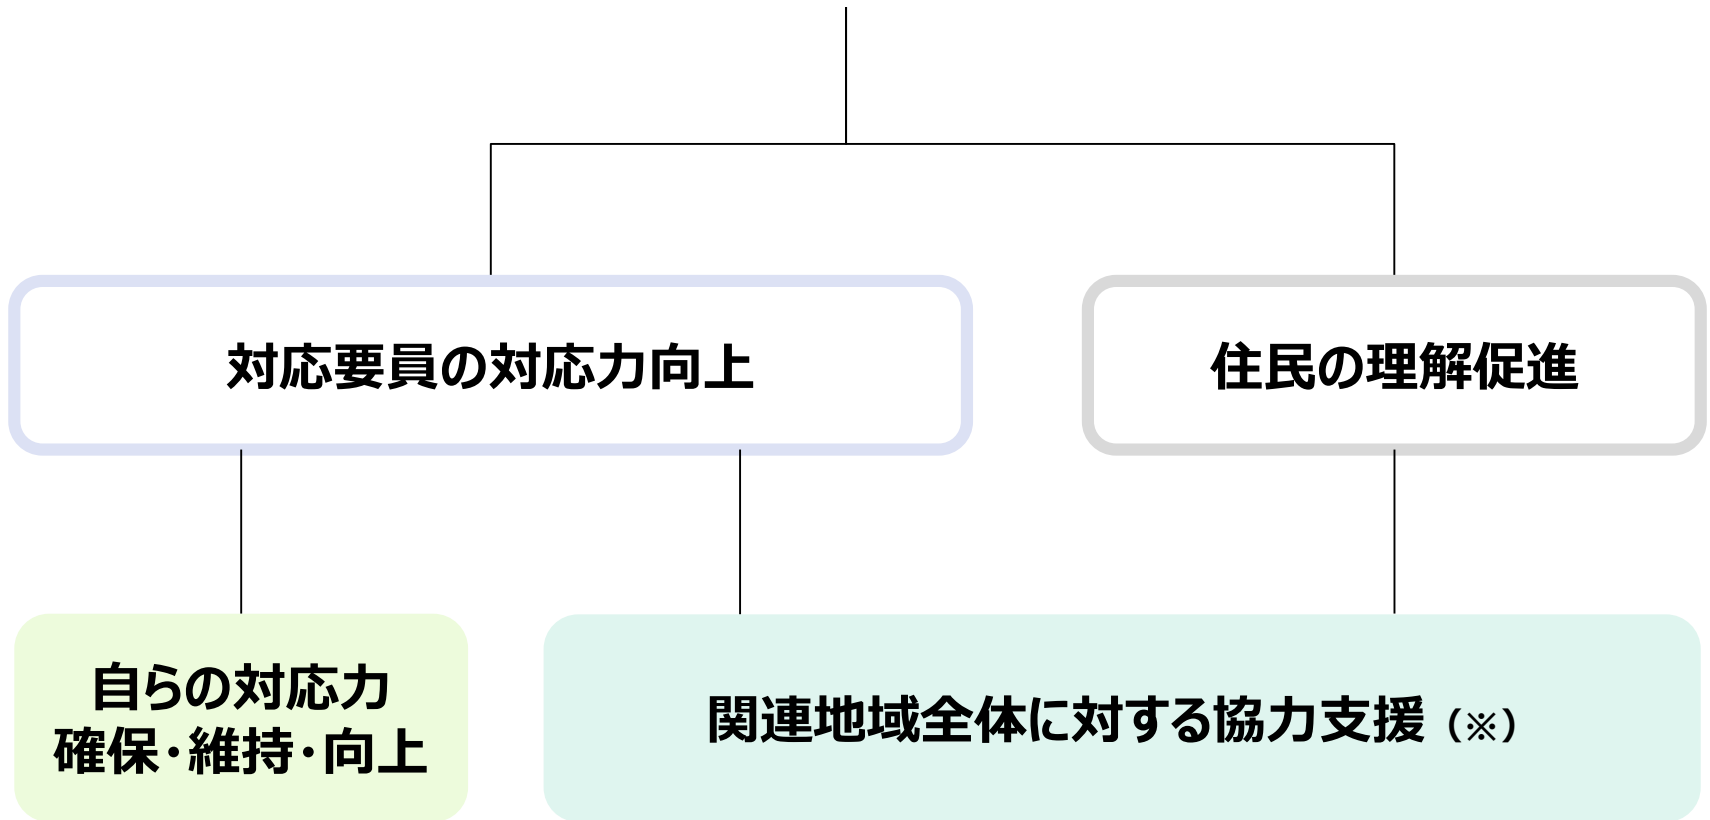 対応要員の対応力向上
住民の理解促進
自らの対応力
確保・維持・向上
関連地域全体に対する協力支援（※）